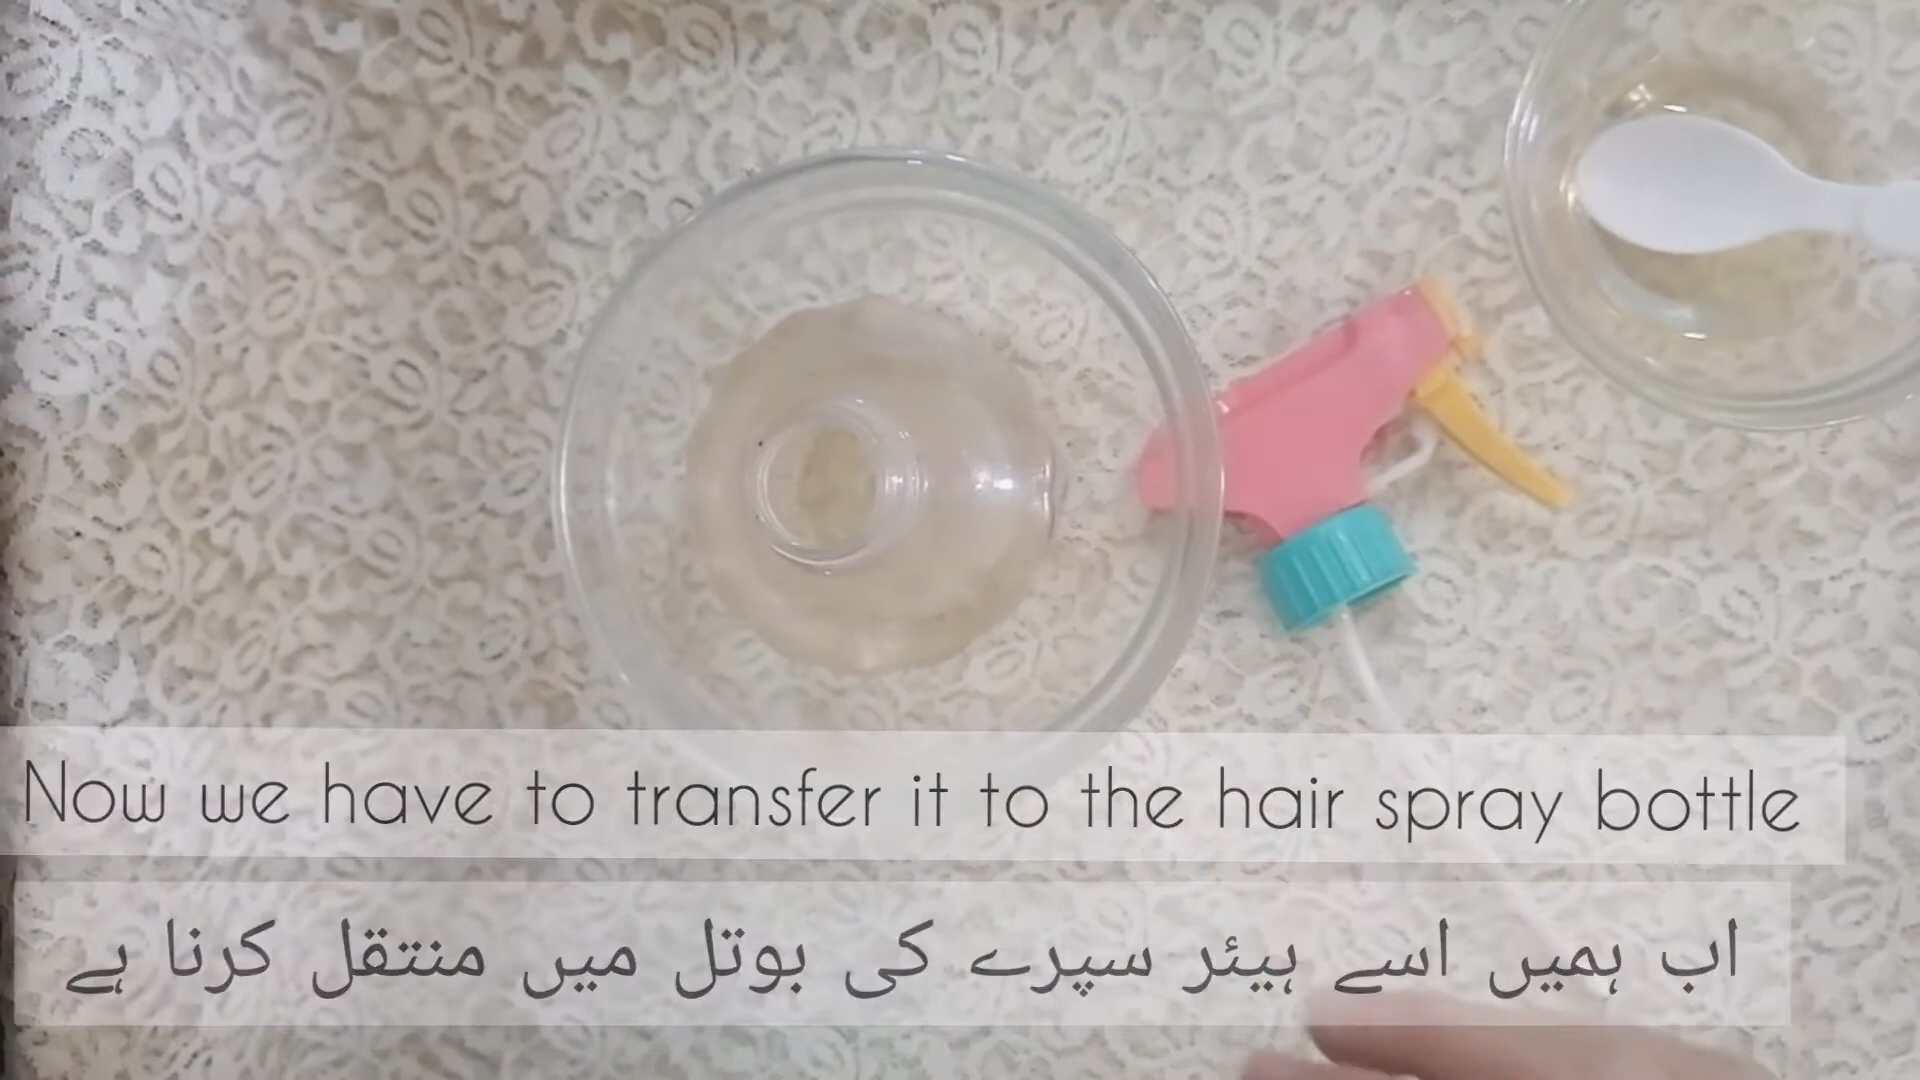 Now we have to transfer it to the hair spray bottle
اب ہمیں اسے ہیئر سپرے کی بوتل میں منتقل کرنا ہے